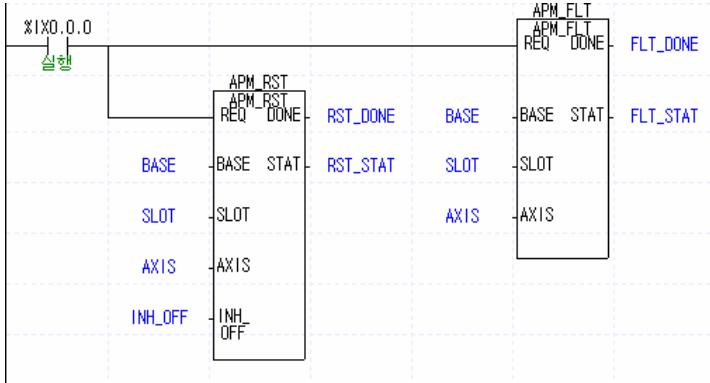 APM_FLT
%IX0.0.0
APM_FLT
REQ DONE
FLT_DONE
실행
APM_RST
APM_RST
REQ DONE
RST_DONE
BASE
BASE STAT
FLT_STAT
BASE
BASE STAT
RST_STAT
SLOT
SLOT
SLOT
SLOT
AXIS
AXIS
AXIS
AXIS
INH_OFF
INH_
OFF